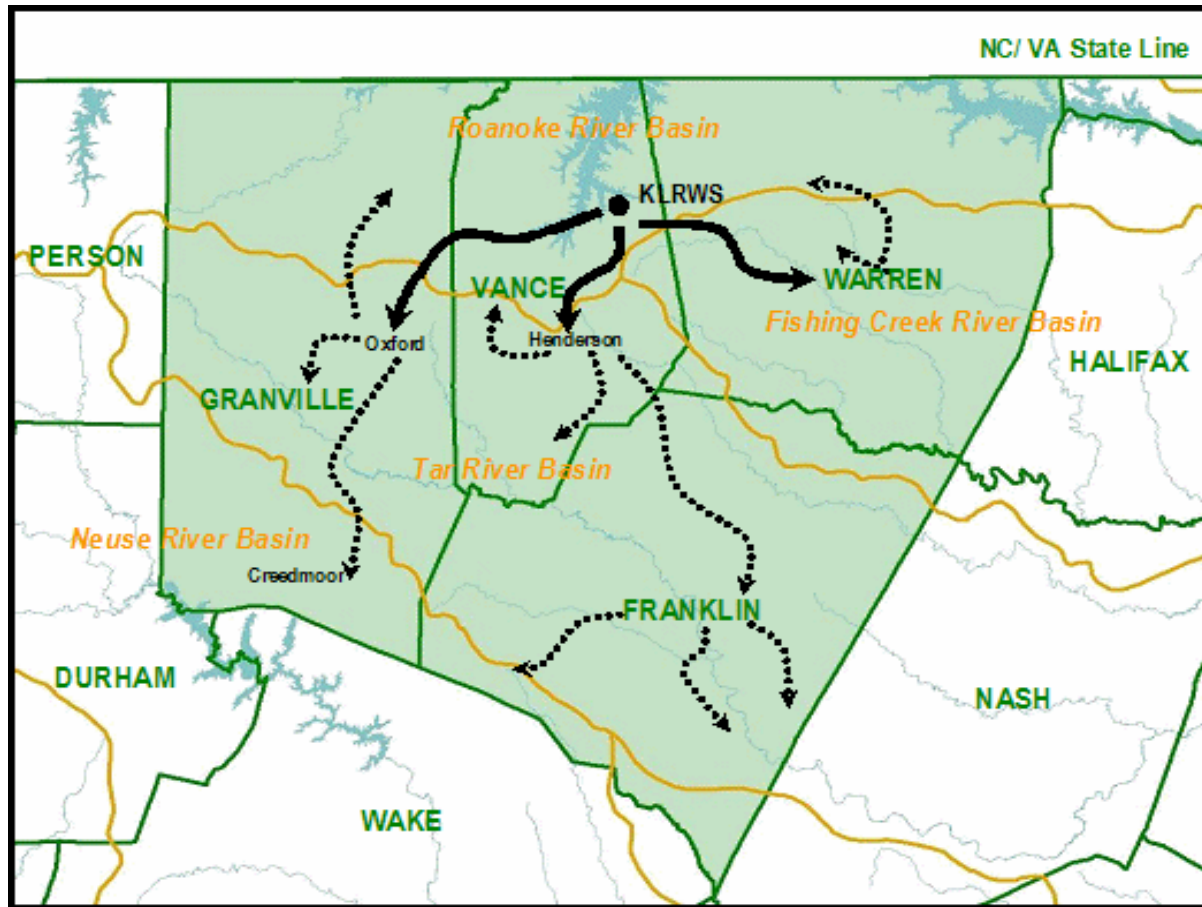 NC/ VA State Line
Roanoke River Basin
KLRWS
PERSON
VANCE
WARREN
Fishing Creek River Basin
Oxford
Henderson
HALIFAX
GRANVILLE
Tar River Basin
Neuse River Basin
Creedmoor
FRANKLIN
DURHAM
NASH
WAKE